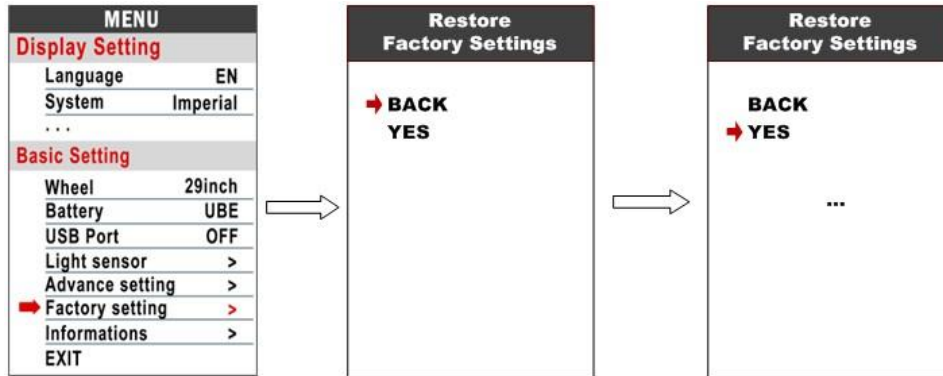 MENU
Display Setting
Language EN
System Imperial
...
Basic Setting
Wheel 29inch
Battery UBE
USB Port OFF
Light sensor >
Advance setting >
Factory setting >
Informations >
EXIT
Restore
Factory Settings
BACK
YES
Restore
Factory Settings
BACK
YES
...